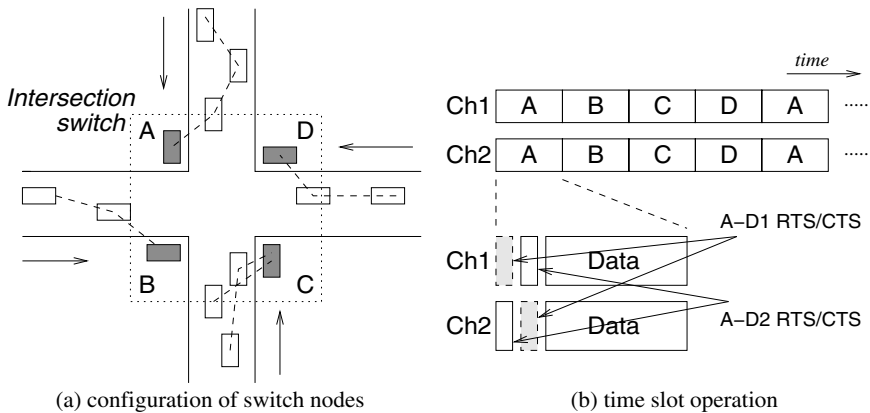 Intersection
switch
A
D
B
C
(a) configuration of switch nodes
time
Ch1 A B C D A .....
Ch2 A B C D A .....
A–D1 RTS/CTS
Ch1 Data
Ch2 Data
A–D2 RTS/CTS
(b) time slot operation